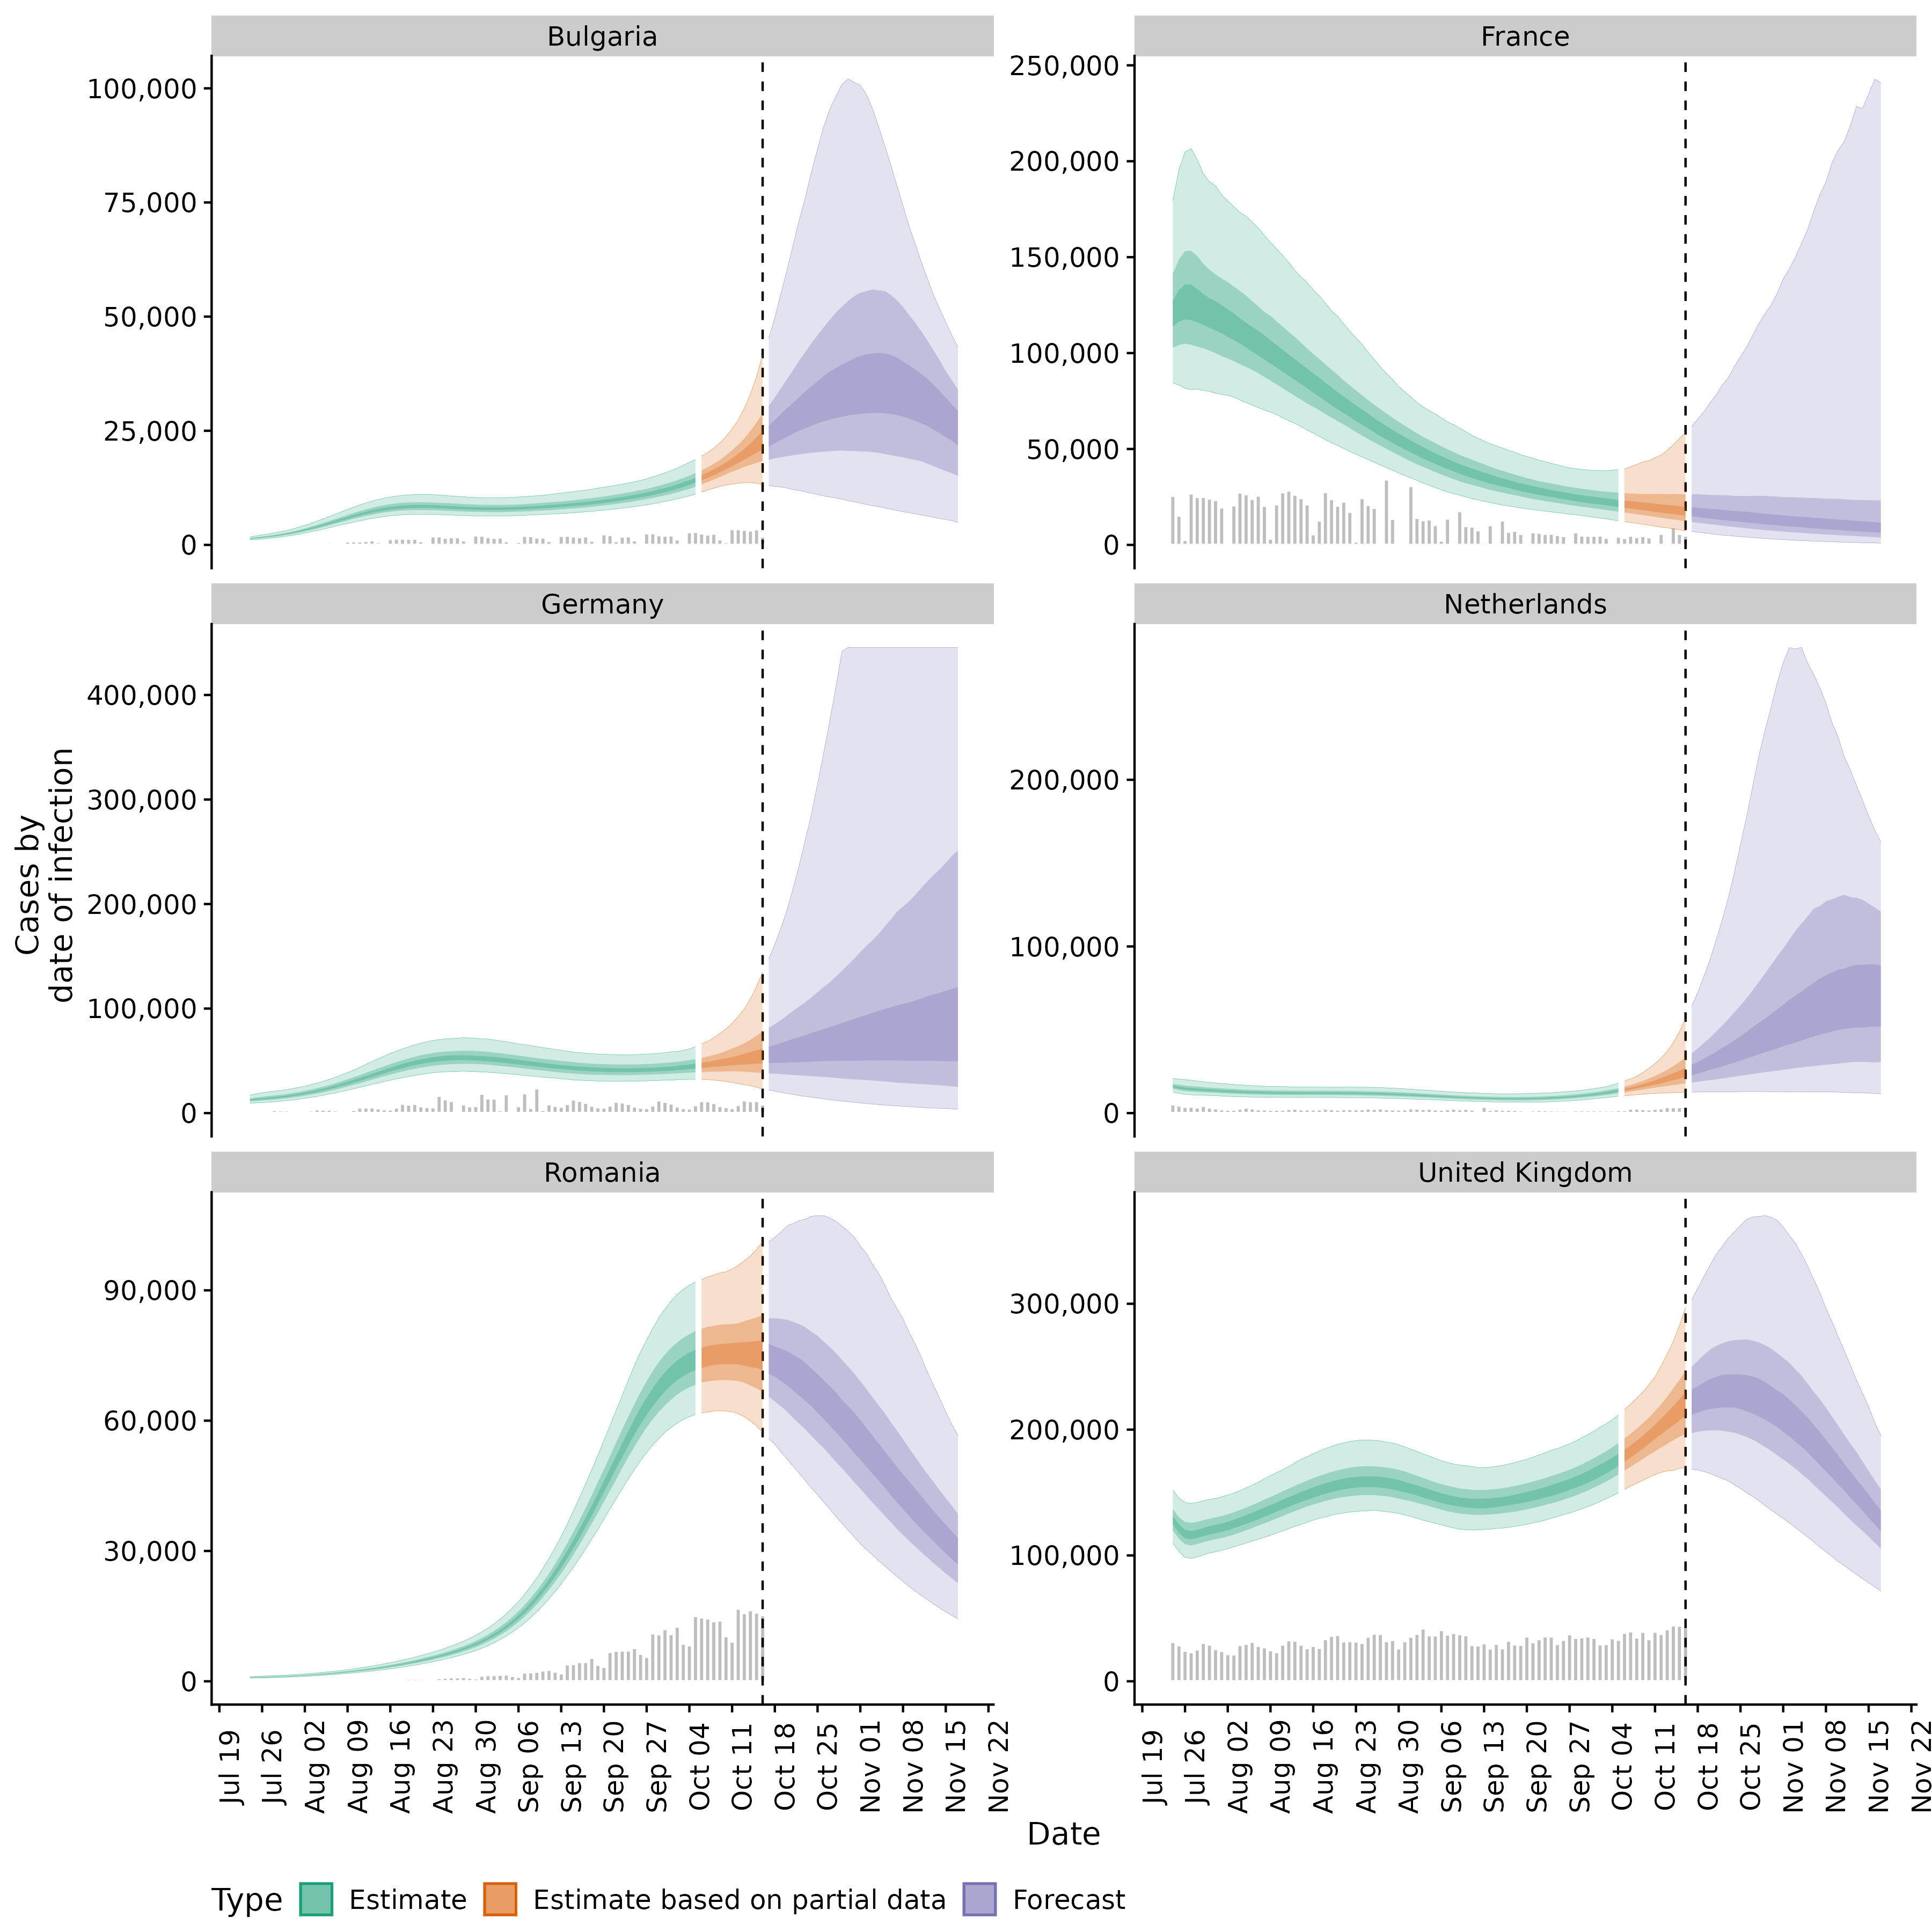 Bulgaria
France
100,000
75,000
50,000
25,000
0
250,000
200,000
150,000
100,000
50,000
0
Germany
Netherlands
400,000
300,000
200,000
100,000
0
200,000
100,000
0
Cases by
date of infection
Romania
United Kingdom
90,000
60,000
30,000
0
300,000
200,000
100,000
0
Jul 19
Jul 26
Aug 02
Aug 09
Aug 16
Aug 23
Aug 30
Sep 06
Sep 13
Sep 20
Sep 27
Oct 04
Oct 11
Oct 18
Oct 25
Nov 01
Nov 08
Nov 15
Nov 22
Jul 19
Jul 26
Aug 02
Aug 09
Aug 16
Aug 23
Aug 30
Sep 06
Sep 13
Sep 20
Sep 27
Oct 04
Oct 11
Oct 18
Oct 25
Nov 01
Nov 08
Nov 15
Nov 22
Date
Type Estimate Estimate based on partial data Forecast